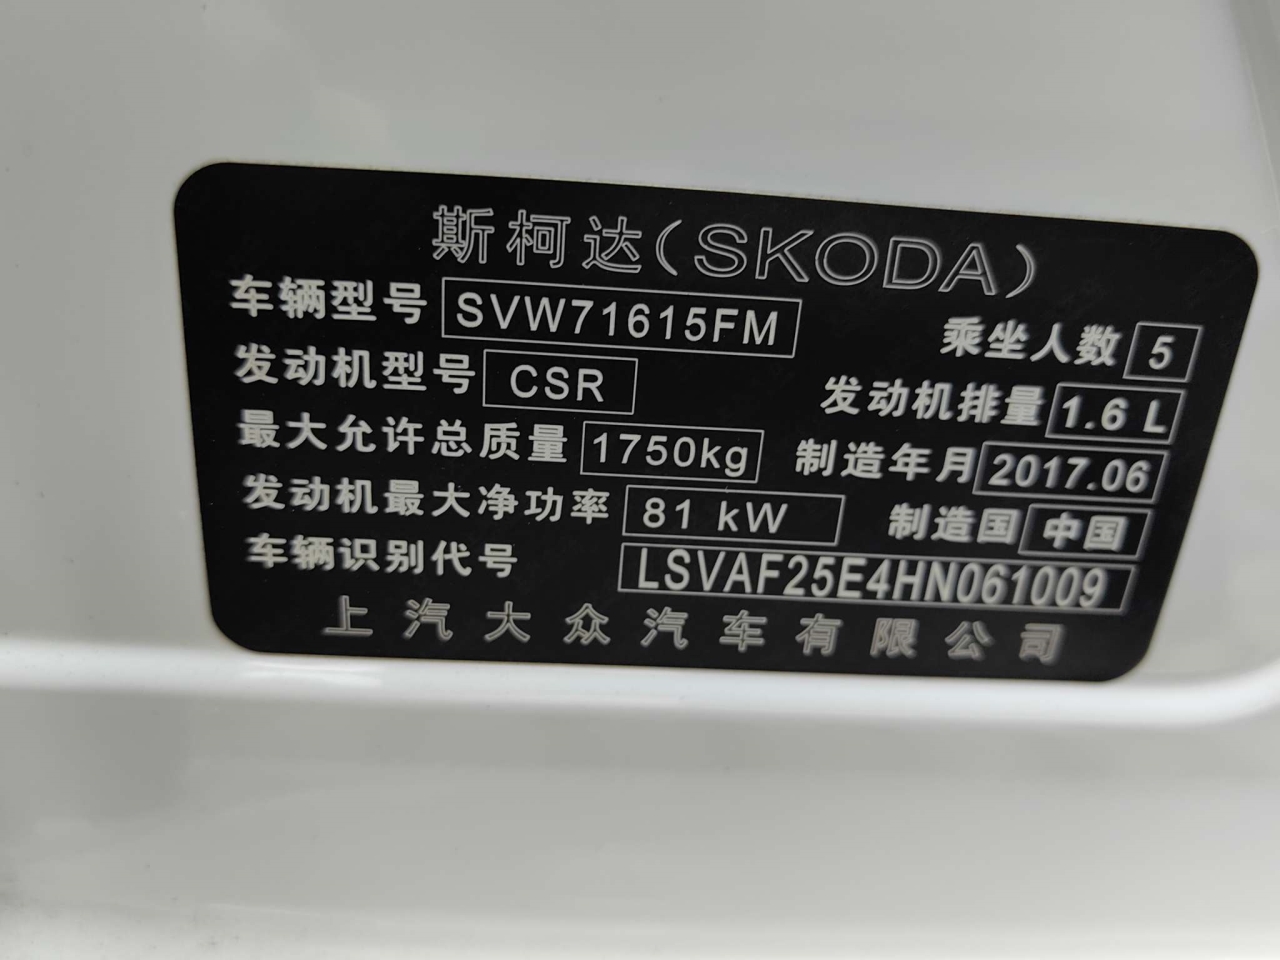 斯柯达(SKODA)
车辆型号 SVW71615FM 乘坐人数 5
发动机型号 CSR 发动机排量 1.6 L
最大允许总质量 1750kg 制造年月 2017.06
发动机最大净功率 81 kW 制造国 中国
车辆识别代号 LSVAF25E4HN061009
上汽大众汽车有限公司